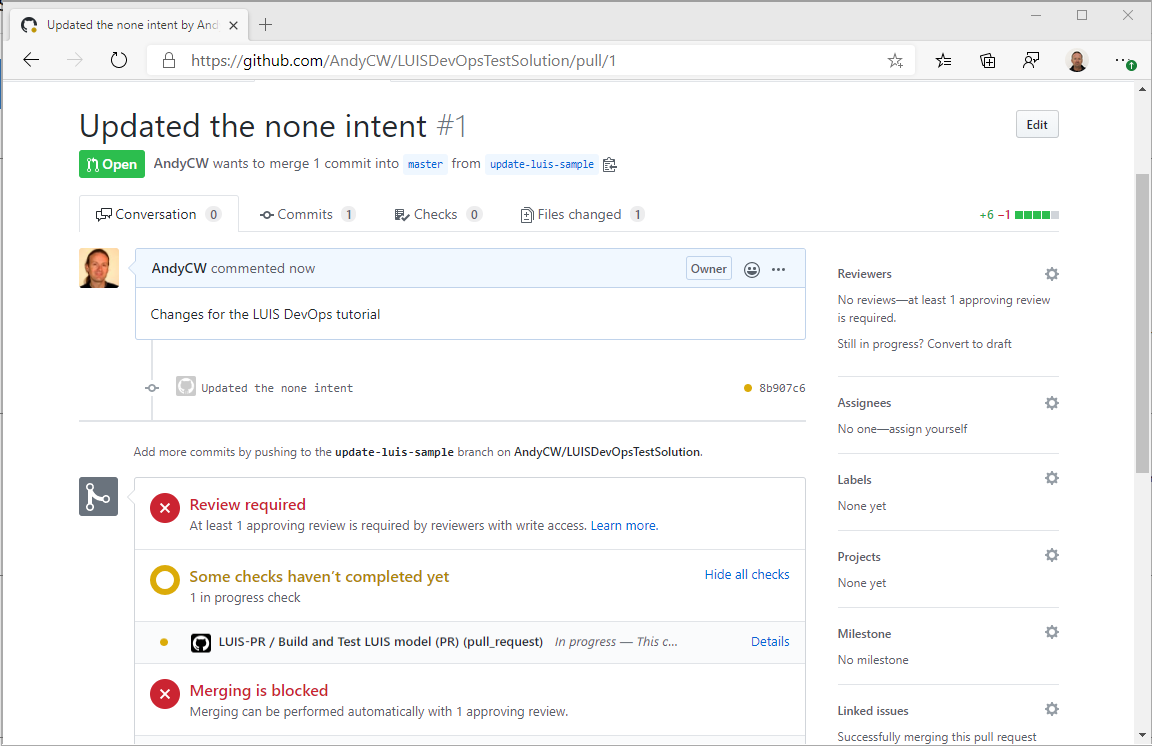 Updated the none intent by And
https://github.com/AndyCW/LUISDevOpsTestSolution/pull/1
Updated the none intent #1
Edit
Open AndyCW wants to merge 1 commit into master from update-luis-sample
Conversation 0 Commits 1 Checks 0 Files changed 1 +6 −1
AndyCW commented now Owner
Changes for the LUIS DevOps tutorial
Updated the none intent 8b907c6
Add more commits by pushing to the update-luis-sample branch on AndyCW/LUISDevOpsTestSolution.
Review required
At least 1 approving review is required by reviewers with write access. Learn more.
Some checks haven’t completed yet Hide all checks
1 in progress check
LUIS-PR / Build and Test LUIS model (PR) (pull_request) In progress — This c... Details
Merging is blocked
Merging can be performed automatically with 1 approving review.
Reviewers
No reviews—at least 1 approving review
is required.
Still in progress? Convert to draft
Assignees
No one—assign yourself
Labels
None yet
Projects
None yet
Milestone
No milestone
Linked issues
Successfully merging this pull request